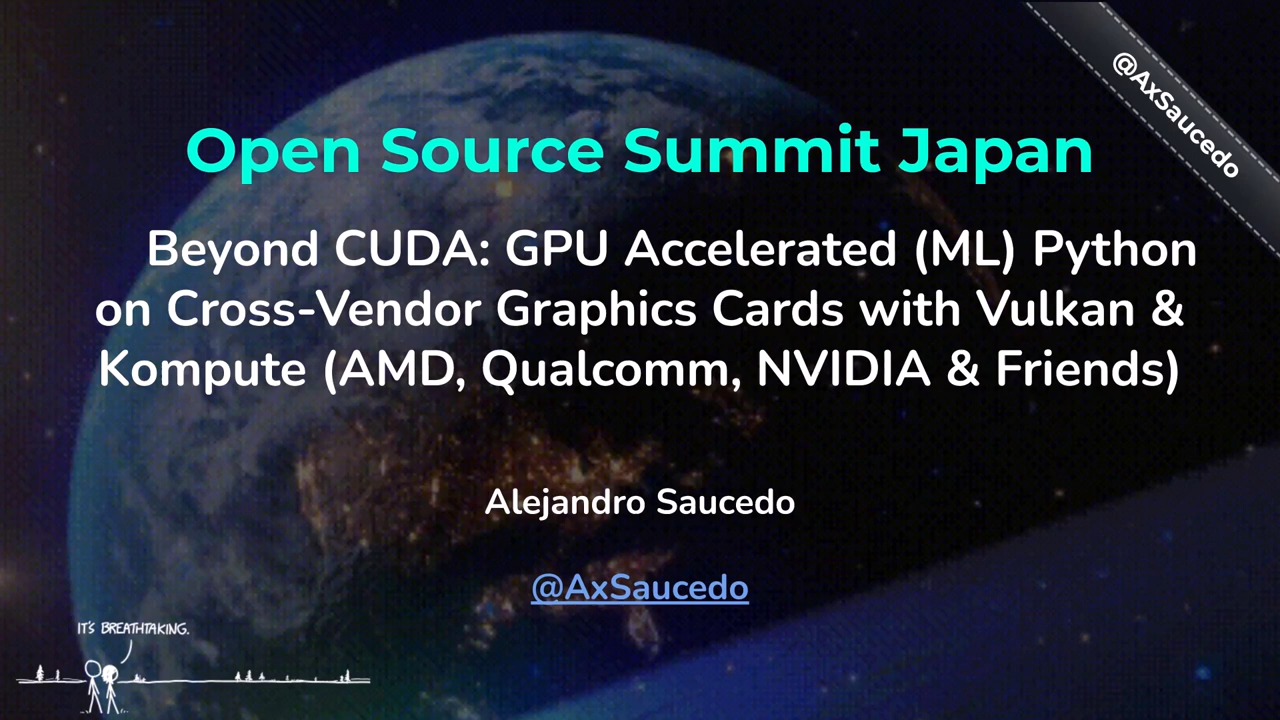 @AxSaucedo
Open Source Summit Japan
Beyond CUDA: GPU Accelerated (ML) Python
on Cross-Vendor Graphics Cards with Vulkan &
Kompute (AMD, Qualcomm, NVIDIA & Friends)
Alejandro Saucedo
@AxSaucedo
IT'S BREATHTAKING.